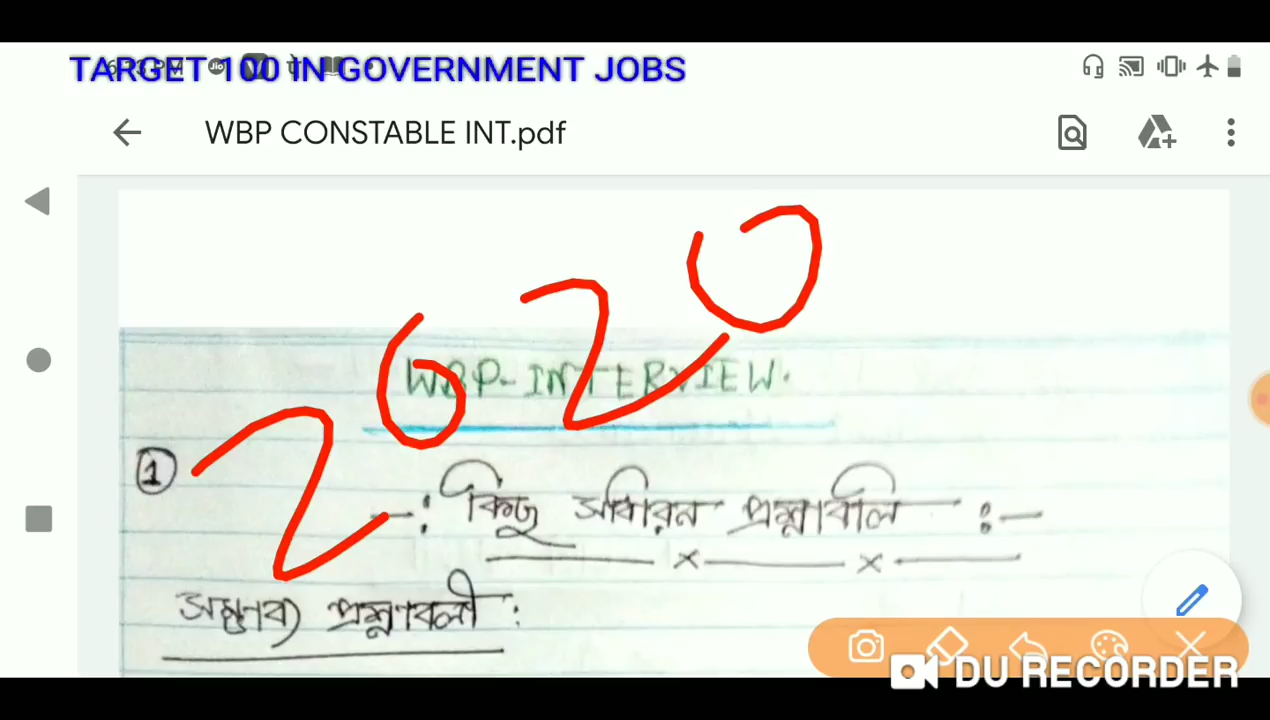 TARGET 100 IN GOVERNMENT JOBS
WBP CONSTABLE INT.pdf
2020
WBP-INTERVIEW.
1
-: কিছু সাধারন প্রশ্নাবলি :-
সম্ভাব্য প্রশ্নাবলী :
DU RECORDER